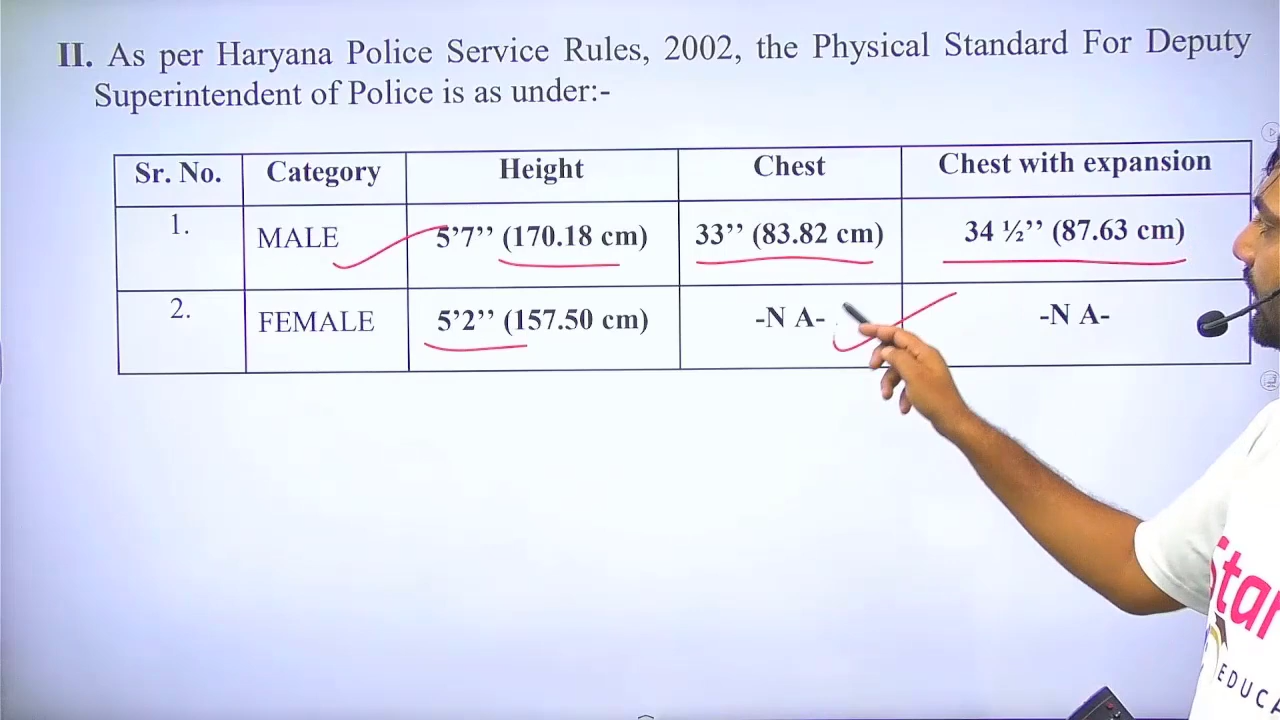 II. As per Haryana Police Service Rules, 2002, the Physical Standard For Deputy
Superintendent of Police is as under:-
Sr. No. Category Height Chest Chest with expansion
1. MALE 5’7’’ (170.18 cm) 33’’ (83.82 cm) 34 ½’’ (87.63 cm)
2. FEMALE 5’2’’ (157.50 cm) -N A- -N A-
Star
EDUCA